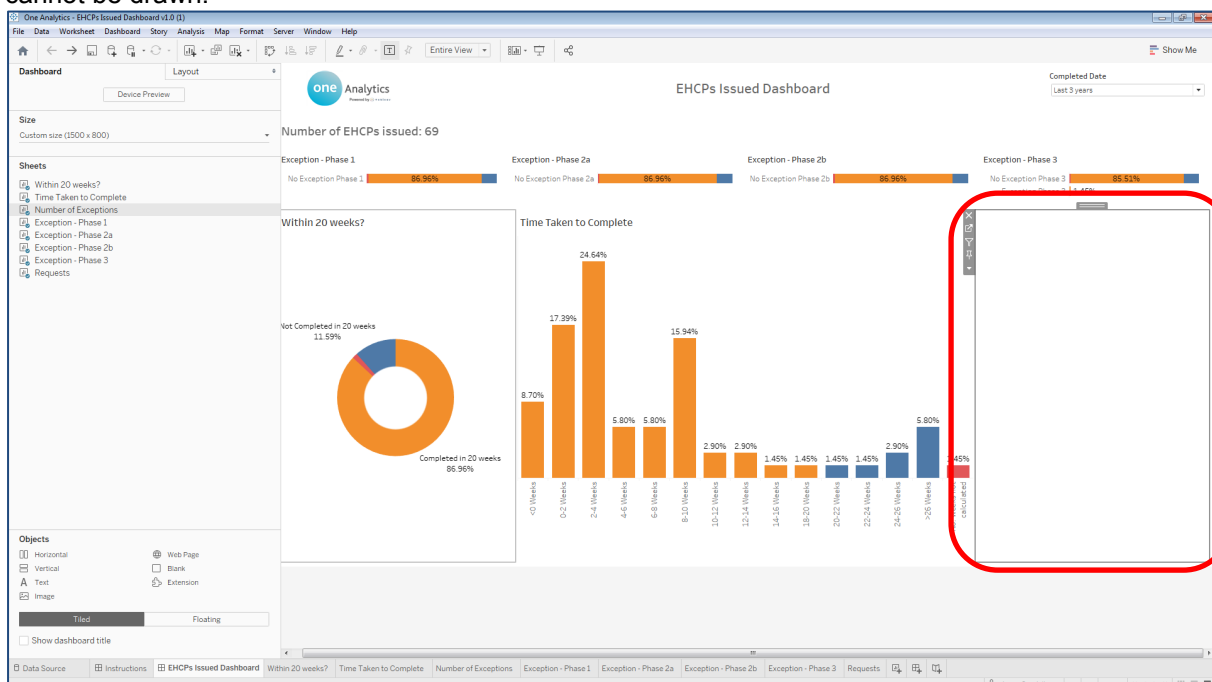 cannot be drawn.
One Analytics - EHCPs Issued Dashboard v1.0 (1)
File Data Worksheet Dashboard Story Analysis Map Format Server Window Help
Entire View
Show Me
Dashboard Layout
Device Preview
Size
Custom size (1500 x 800)
Sheets
Within 20 weeks?
Time Taken to Complete
Number of Exceptions
Exception - Phase 1
Exception - Phase 2a
Exception - Phase 2b
Exception - Phase 3
Requests
Objects
Horizontal
Web Page
Vertical
Blank
A Text
Extension
Image
Tiled
Floating
Show dashboard title
one Analytics
EHCPs Issued Dashboard
Completed Date
Last 3 years
Number of EHCPs issued: 69
Exception - Phase 1
No Exception Phase 1 86.96%
Exception - Phase 2a
No Exception Phase 2a 86.96%
Exception - Phase 2b
No Exception Phase 2b 86.96%
Exception - Phase 3
No Exception Phase 3 85.51%
1.45%
Within 20 weeks?
Not Completed in 20 weeks
11.59%
Completed in 20 weeks
86.96%
Time Taken to Complete
8.70%
17.39%
24.64%
5.80%
5.80%
15.94%
2.90%
2.90%
1.45%
1.45%
1.45%
1.45%
2.90%
5.80%
<0 Weeks
0-2 Weeks
2-4 Weeks
4-6 Weeks
6-8 Weeks
8-10 Weeks
10-12 Weeks
12-14 Weeks
14-16 Weeks
18-20 Weeks
20-22 Weeks
22-24 Weeks
24-26 Weeks
>26 Weeks
calculated
Data Source Instructions EHCPs Issued Dashboard Within 20 weeks? Time Taken to Complete Number of Exceptions Exception - Phase 1 Exception - Phase 2a Exception - Phase 2b Exception - Phase 3 Requests